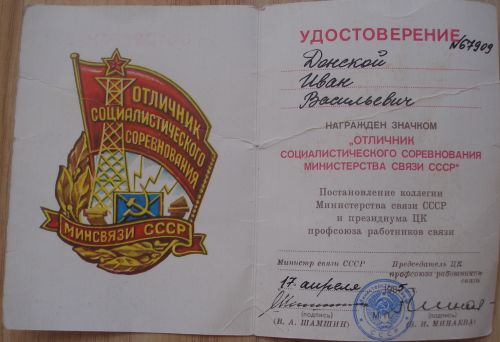 ОТЛИЧНИК
СОЦИАЛИСТИЧЕСКОГО
СОРЕВНОВАНИЯ
МИНСВЯЗИ СССР
УДОСТОВЕРЕНИЕ
№67909
Донской
Иван
Васильевич
НАГРАЖДЕН ЗНАЧКОМ
„ОТЛИЧНИК
СОЦИАЛИСТИЧЕСКОГО СОРЕВНОВАНИЯ
МИНИСТЕРСТВА СВЯЗИ СССР"
Постановление коллегии
Министерства связи СССР
и президиума ЦК
профсоюза работников связи
Министр связи СССР
Председатель ЦК
профсоюза работников
связи
17 апреля 1985 г.
М. П.
(подпись)
(подпись)
(В. А. ШАМШИН)
(В. И. МИНАЕВА)